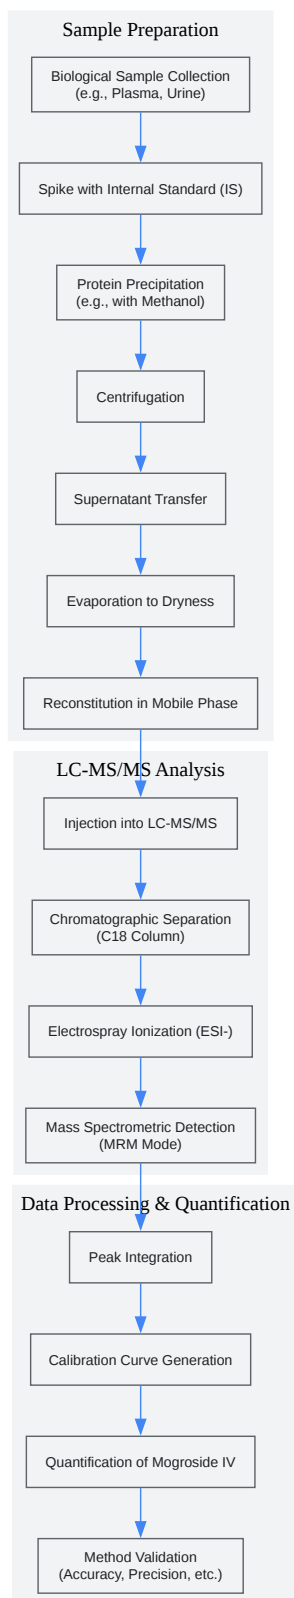 Sample Preparation
Biological Sample Collection
(e.g., Plasma, Urine)
Spike with Internal Standard (IS)
Protein Precipitation
(e.g., with Methanol)
Centrifugation
Supernatant Transfer
Evaporation to Dryness
Reconstitution in Mobile Phase
LC-MS/MS Analysis
Injection into LC-MS/MS
Chromatographic Separation
(C18 Column)
Electrospray Ionization (ESI-)
Mass Spectrometric Detection
(MRM Mode)
Data Processing & Quantification
Peak Integration
Calibration Curve Generation
Quantification of Mogroside IV
Method Validation
(Accuracy, Precision, etc.)